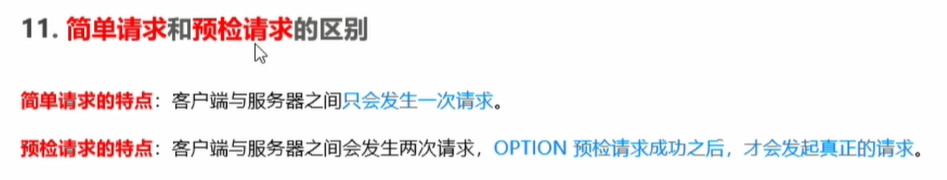 11. 简单请求和预检请求的区别
简单请求的特点：客户端与服务器之间只会发生一次请求。
预检请求的特点：客户端与服务器之间会发生两次请求，OPTION 预检请求成功之后，才会发起真正的请求。